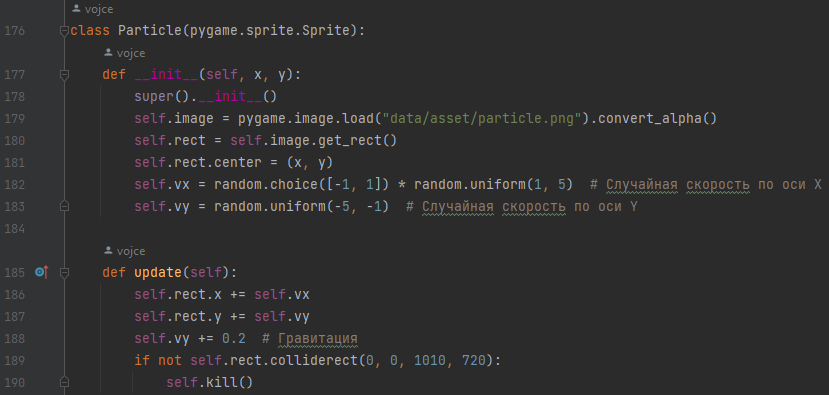 vojce
176 class Particle(pygame.sprite.Sprite):
vojce
177 def __init__(self, x, y):
178 super().__init__()
179 self.image = pygame.image.load("data/asset/particle.png").convert_alpha()
180 self.rect = self.image.get_rect()
181 self.rect.center = (x, y)
182 self.vx = random.choice([-1, 1]) * random.uniform(1, 5)  # Случайная скорость по оси X
183 self.vy = random.uniform(-5, -1)  # Случайная скорость по оси Y
184
vojce
185 def update(self):
186 self.rect.x += self.vx
187 self.rect.y += self.vy
188 self.vy += 0.2  # Гравитация
189 if not self.rect.colliderect(0, 0, 1010, 720):
190 self.kill()